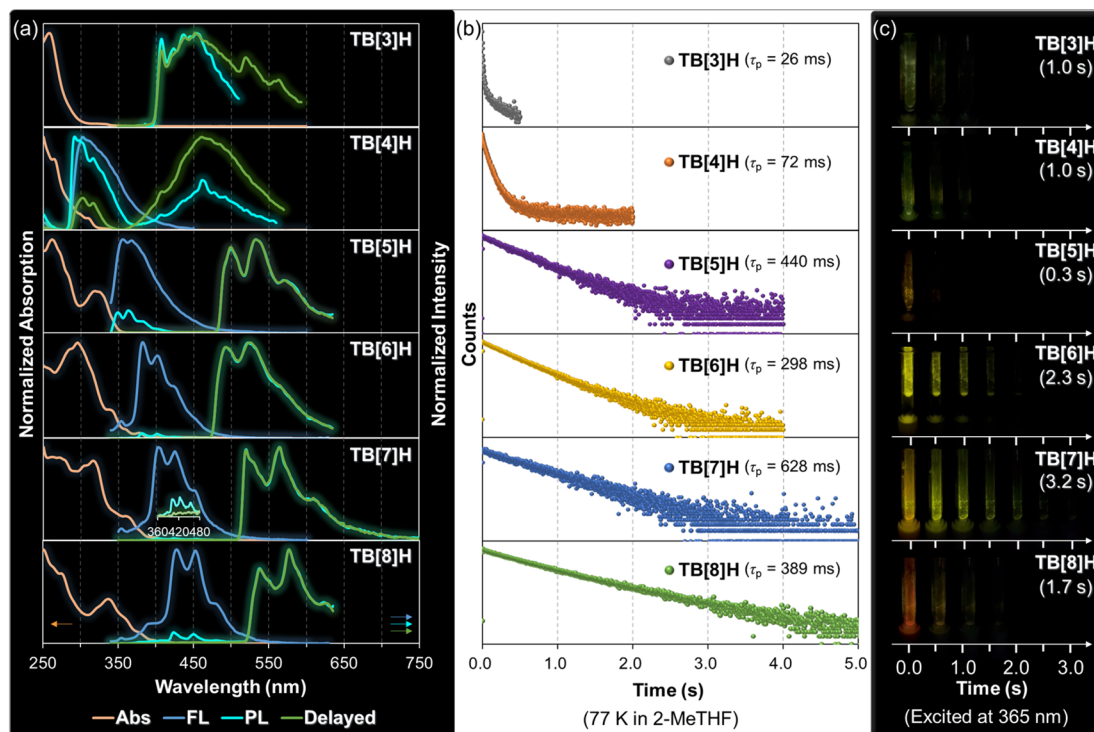 (a)
TB[3]H
TB[4]H
TB[5]H
TB[6]H
TB[7]H
360420480
TB[8]H
Normalized Absorption
Normalized Intensity
250 350 450 550 650 750
Wavelength (nm)
Abs FL PL Delayed
(b)
TB[3]H (τp = 26 ms)
TB[4]H (τp = 72 ms)
TB[5]H (τp = 440 ms)
TB[6]H (τp = 298 ms)
TB[7]H (τp = 628 ms)
TB[8]H (τp = 389 ms)
Counts
0.0 1.0 2.0 3.0 4.0 5.0
Time (s)
(77 K in 2-MeTHF)
(c)
TB[3]H
(1.0 s)
TB[4]H
(1.0 s)
TB[5]H
(0.3 s)
TB[6]H
(2.3 s)
TB[7]H
(3.2 s)
TB[8]H
(1.7 s)
0.0 1.0 2.0 3.0
Time (s)
(Excited at 365 nm)